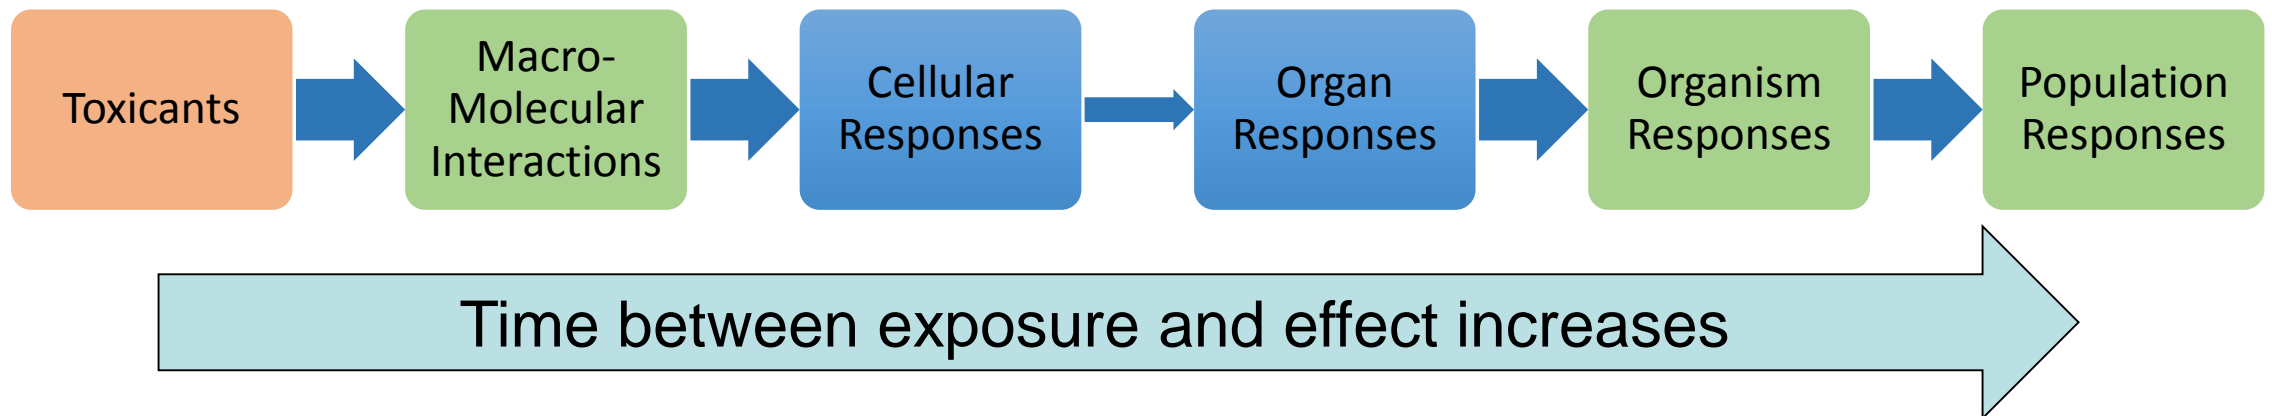 Toxicants
Macro-
Molecular
Interactions
Cellular
Responses
Organ
Responses
Organism
Responses
Population
Responses
Time between exposure and effect increases